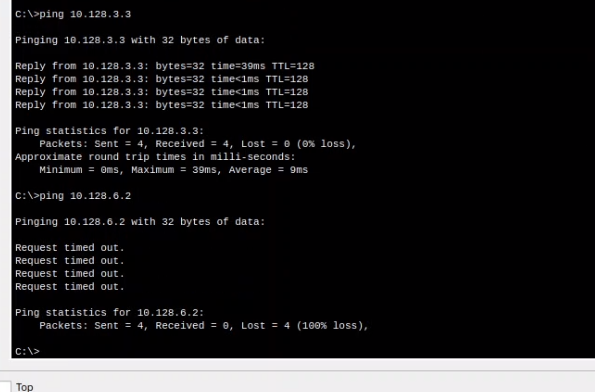 C:\>ping 10.128.3.3
Pinging 10.128.3.3 with 32 bytes of data:
Reply from 10.128.3.3: bytes=32 time=39ms TTL=128
Reply from 10.128.3.3: bytes=32 time<1ms TTL=128
Reply from 10.128.3.3: bytes=32 time<1ms TTL=128
Reply from 10.128.3.3: bytes=32 time<1ms TTL=128
Ping statistics for 10.128.3.3:
    Packets: Sent = 4, Received = 4, Lost = 0 (0% loss),
Approximate round trip times in milli-seconds:
    Minimum = 0ms, Maximum = 39ms, Average = 9ms
C:\>ping 10.128.6.2
Pinging 10.128.6.2 with 32 bytes of data:
Request timed out.
Request timed out.
Request timed out.
Request timed out.
Ping statistics for 10.128.6.2:
    Packets: Sent = 4, Received = 0, Lost = 4 (100% loss),
C:\>
Top